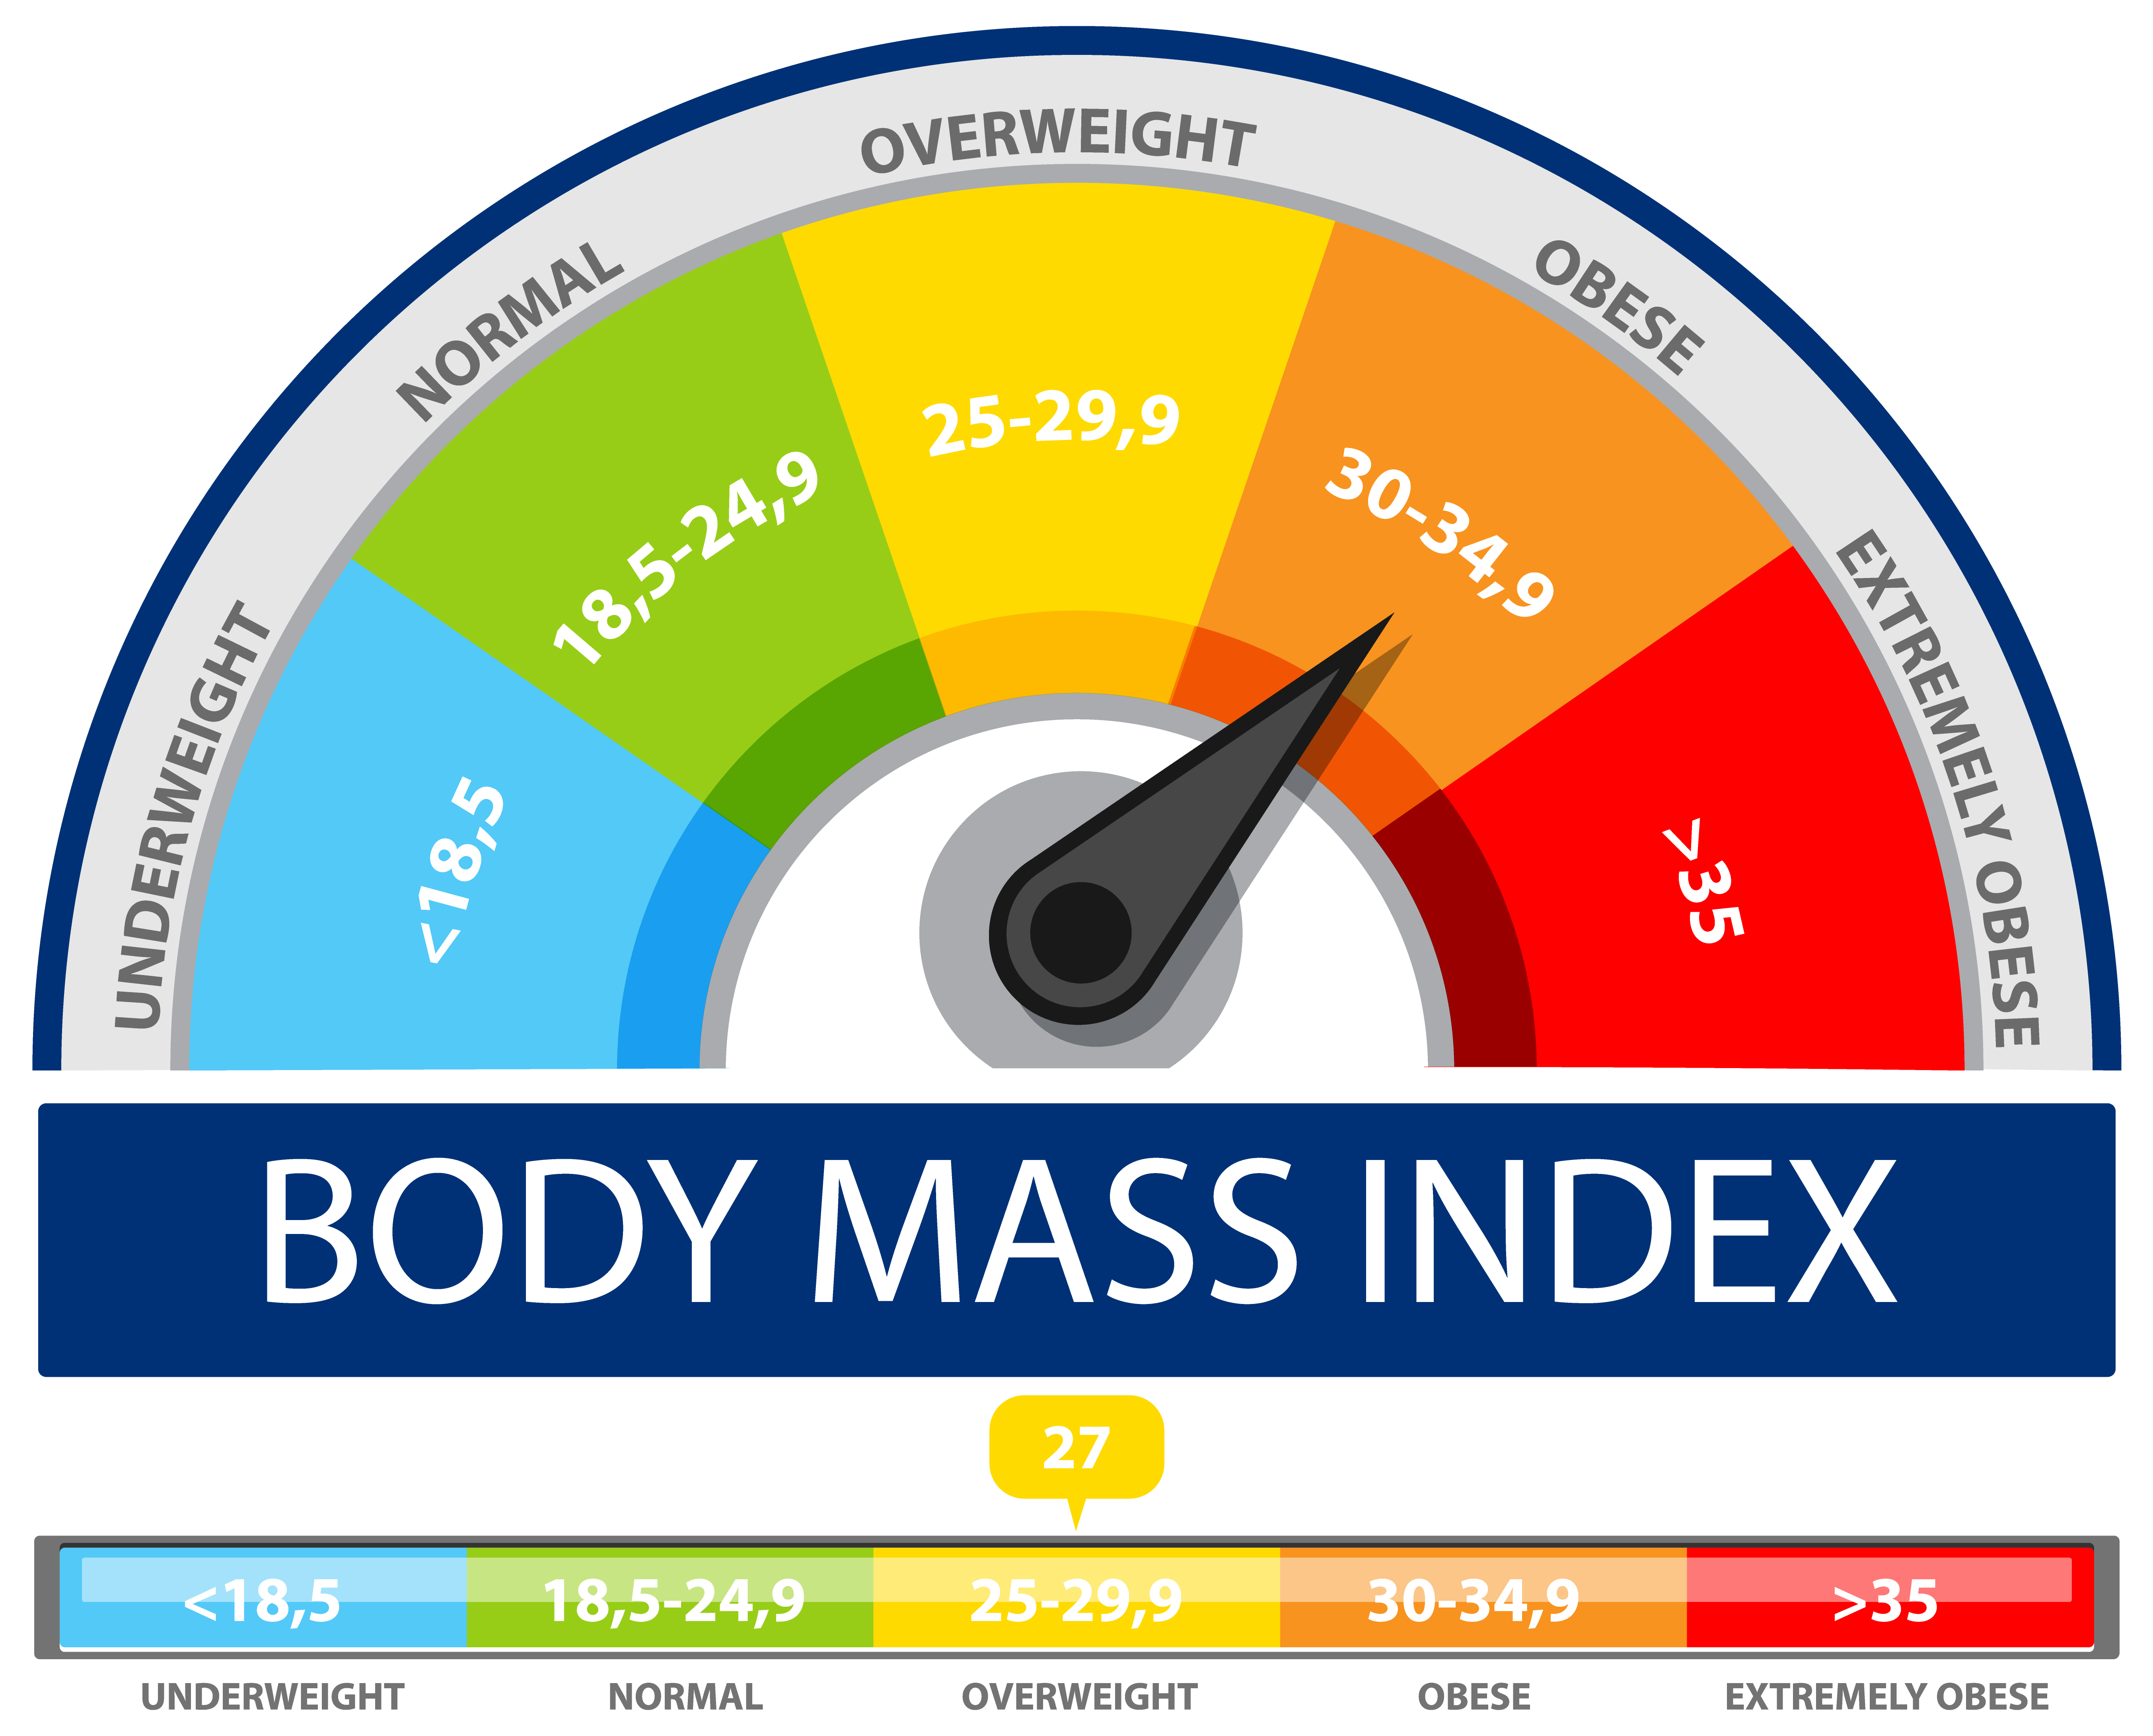 UNDERWEIGHT
NORMAL
OVERWEIGHT
OBESE
EXTREMELY OBESE
<18,5
18,5-24,9
25-29,9
30-34,9
>35
BODY MASS INDEX
27
<18,5 18,5-24,9 25-29,9 30-34,9 >35
UNDERWEIGHT NORMAL OVERWEIGHT OBESE EXTREMELY OBESE